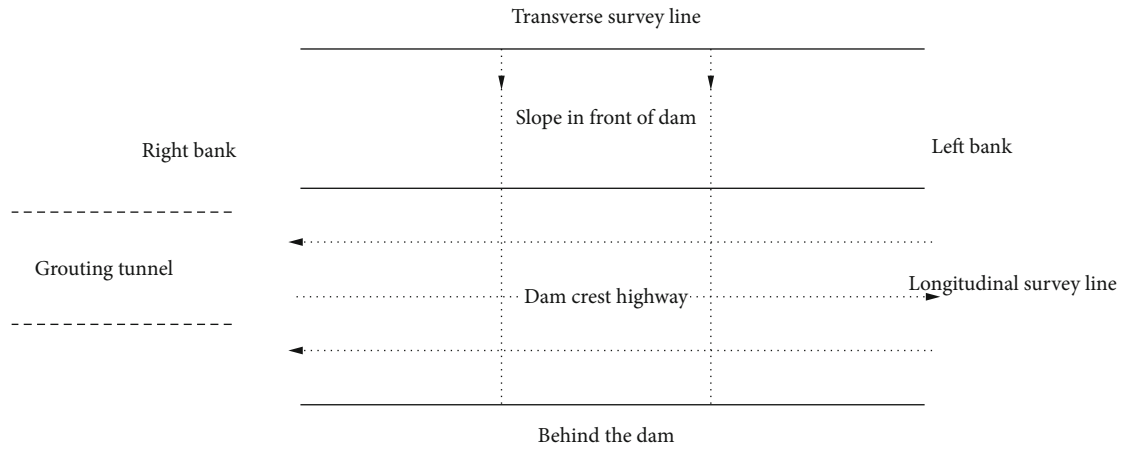 Transverse survey line
Slope in front of dam
Right bank
Left bank
Grouting tunnel
Longitudinal survey line
Dam crest highway
Behind the dam